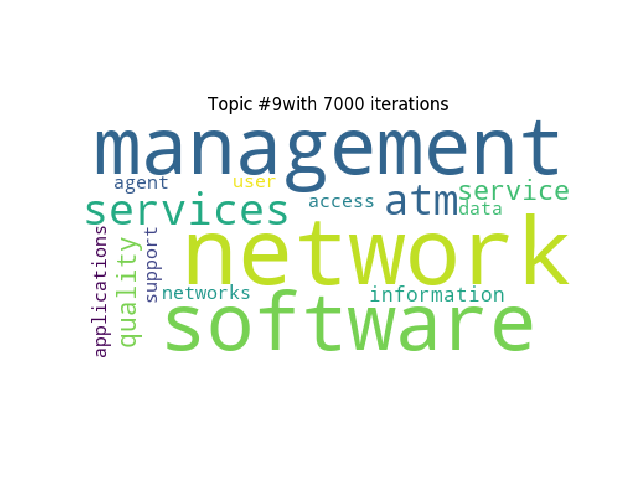 Topic #9with 7000 iterations
management
agent
user
services
access
atm
service
data
applications
quality
support
network
networks
information
software